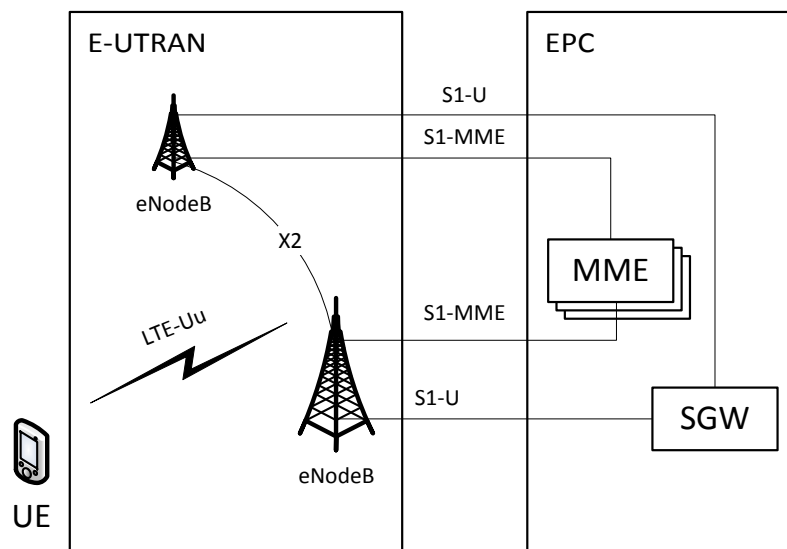 E-UTRAN
EPC
S1-U
S1-MME
eNodeB
X2
MME
LTE-Uu
S1-MME
S1-U
SGW
eNodeB
UE